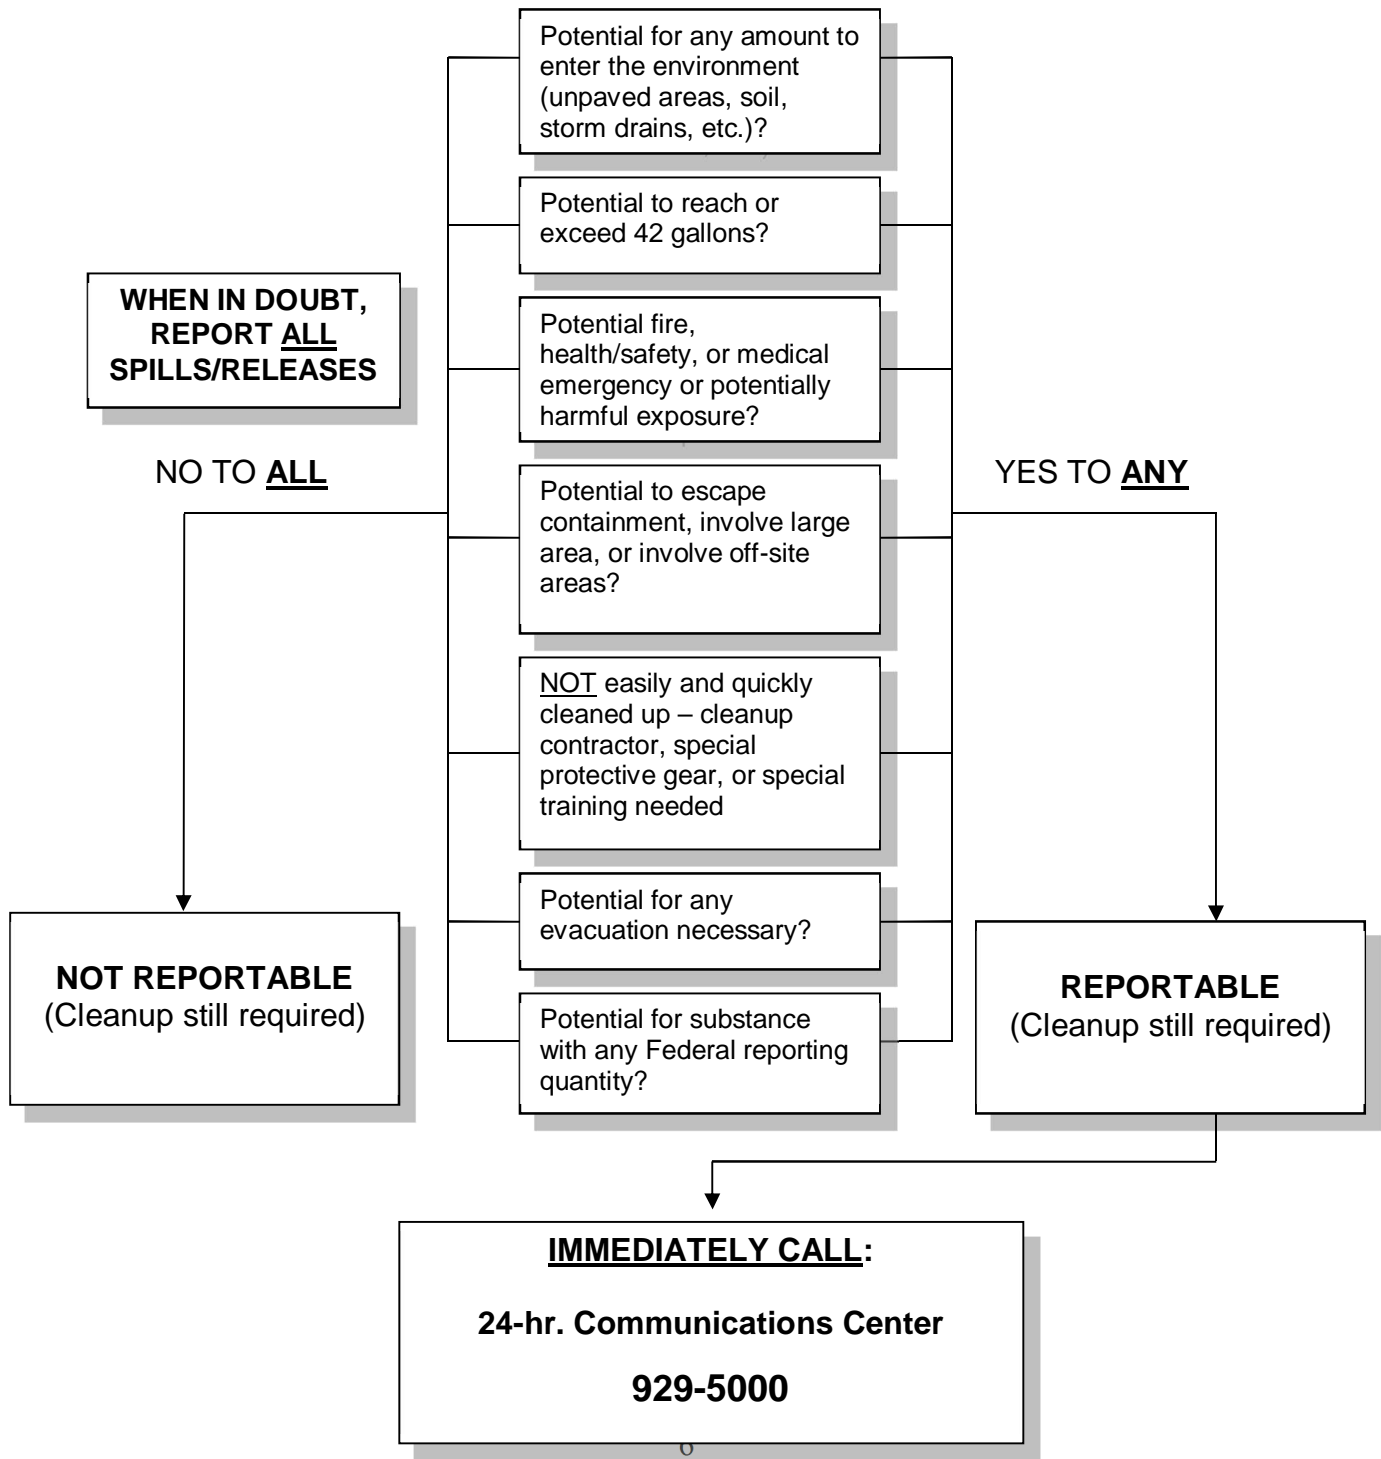 Potential for any amount to
enter the environment
(unpaved areas, soil,
storm drains, etc.)?
Potential to reach or
exceed 42 gallons?
WHEN IN DOUBT,
REPORT ALL
SPILLS/RELEASES
Potential fire,
health/safety, or medical
emergency or potentially
harmful exposure?
NO TO ALL
YES TO ANY
Potential to escape
containment, involve large
area, or involve off-site
areas?
NOT easily and quickly
cleaned up – cleanup
contractor, special
protective gear, or special
training needed
Potential for any
evacuation necessary?
NOT REPORTABLE
(Cleanup still required)
REPORTABLE
(Cleanup still required)
Potential for substance
with any Federal reporting
quantity?
IMMEDIATELY CALL:
24-hr. Communications Center
929-5000